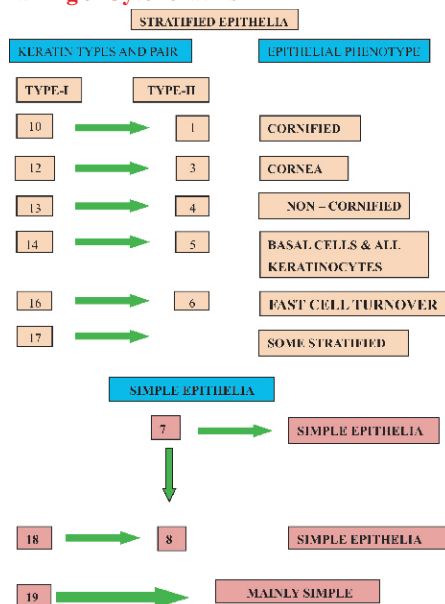 STRATIFIED EPITHELIA
KERATIN TYPES AND PAIR EPITHELIAL PHENOTYPE
TYPE-I TYPE-II
10 1 CORNIFIED
12 3 CORNEA
13 4 NON – CORNIFIED
14 5 BASAL CELLS & ALL
KERATINOCYTES
16 6 FAST CELL TURNOVER
17 SOME STRATIFIED
SIMPLE EPITHELIA
7 SIMPLE EPITHELIA
18 8 SIMPLE EPITHELIA
19 MAINLY SIMPLE